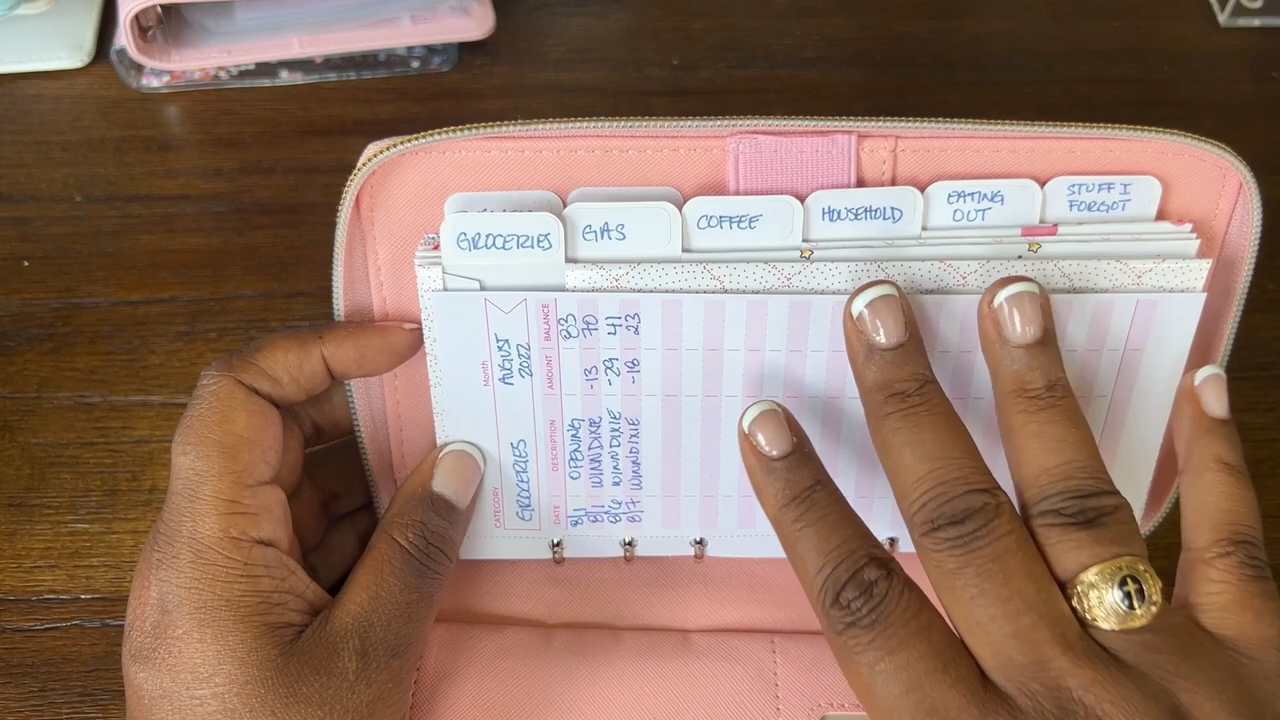 GROCERIES
GAS
COFFEE
HOUSEHOLD
EATING
OUT
STUFF I
FORGOT
CATEGORY
GROCERIES
Month
AUGUST
2022
DATE DESCRIPTION AMOUNT BALANCE
8/1 OPENING 83
8/1 WINNDIXIE -13 70
8/6 WINNDIXIE -29 41
8/7 WINNDIXIE -18 23